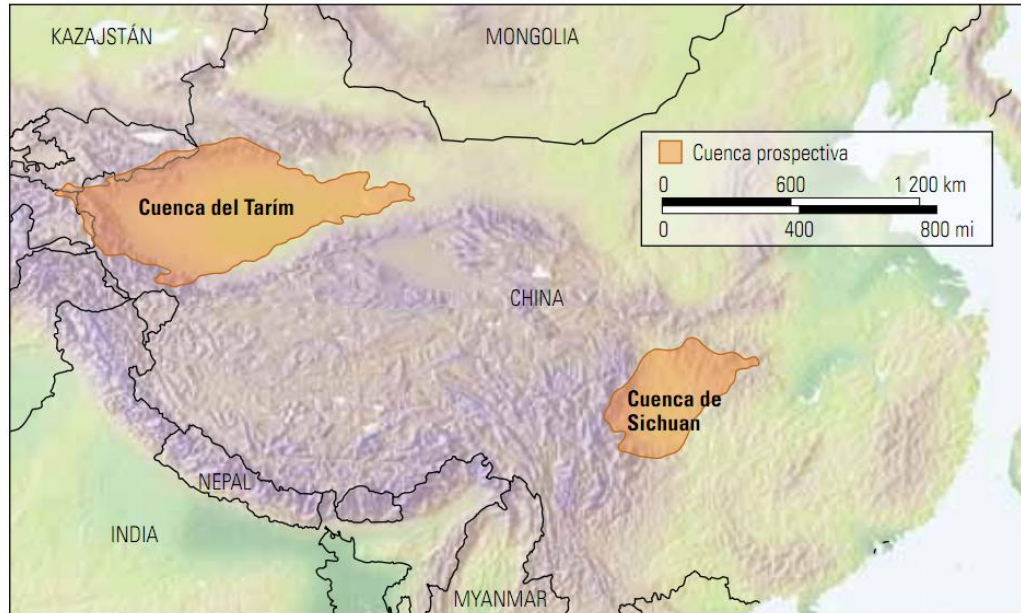 KAZAJSTÁN
MONGOLIA
Cuenca prospectiva
0 600 1 200 km
0 400 800 mi
Cuenca del Tarím
CHINA
Cuenca de
Sichuan
NEPAL
INDIA
MYANMAR